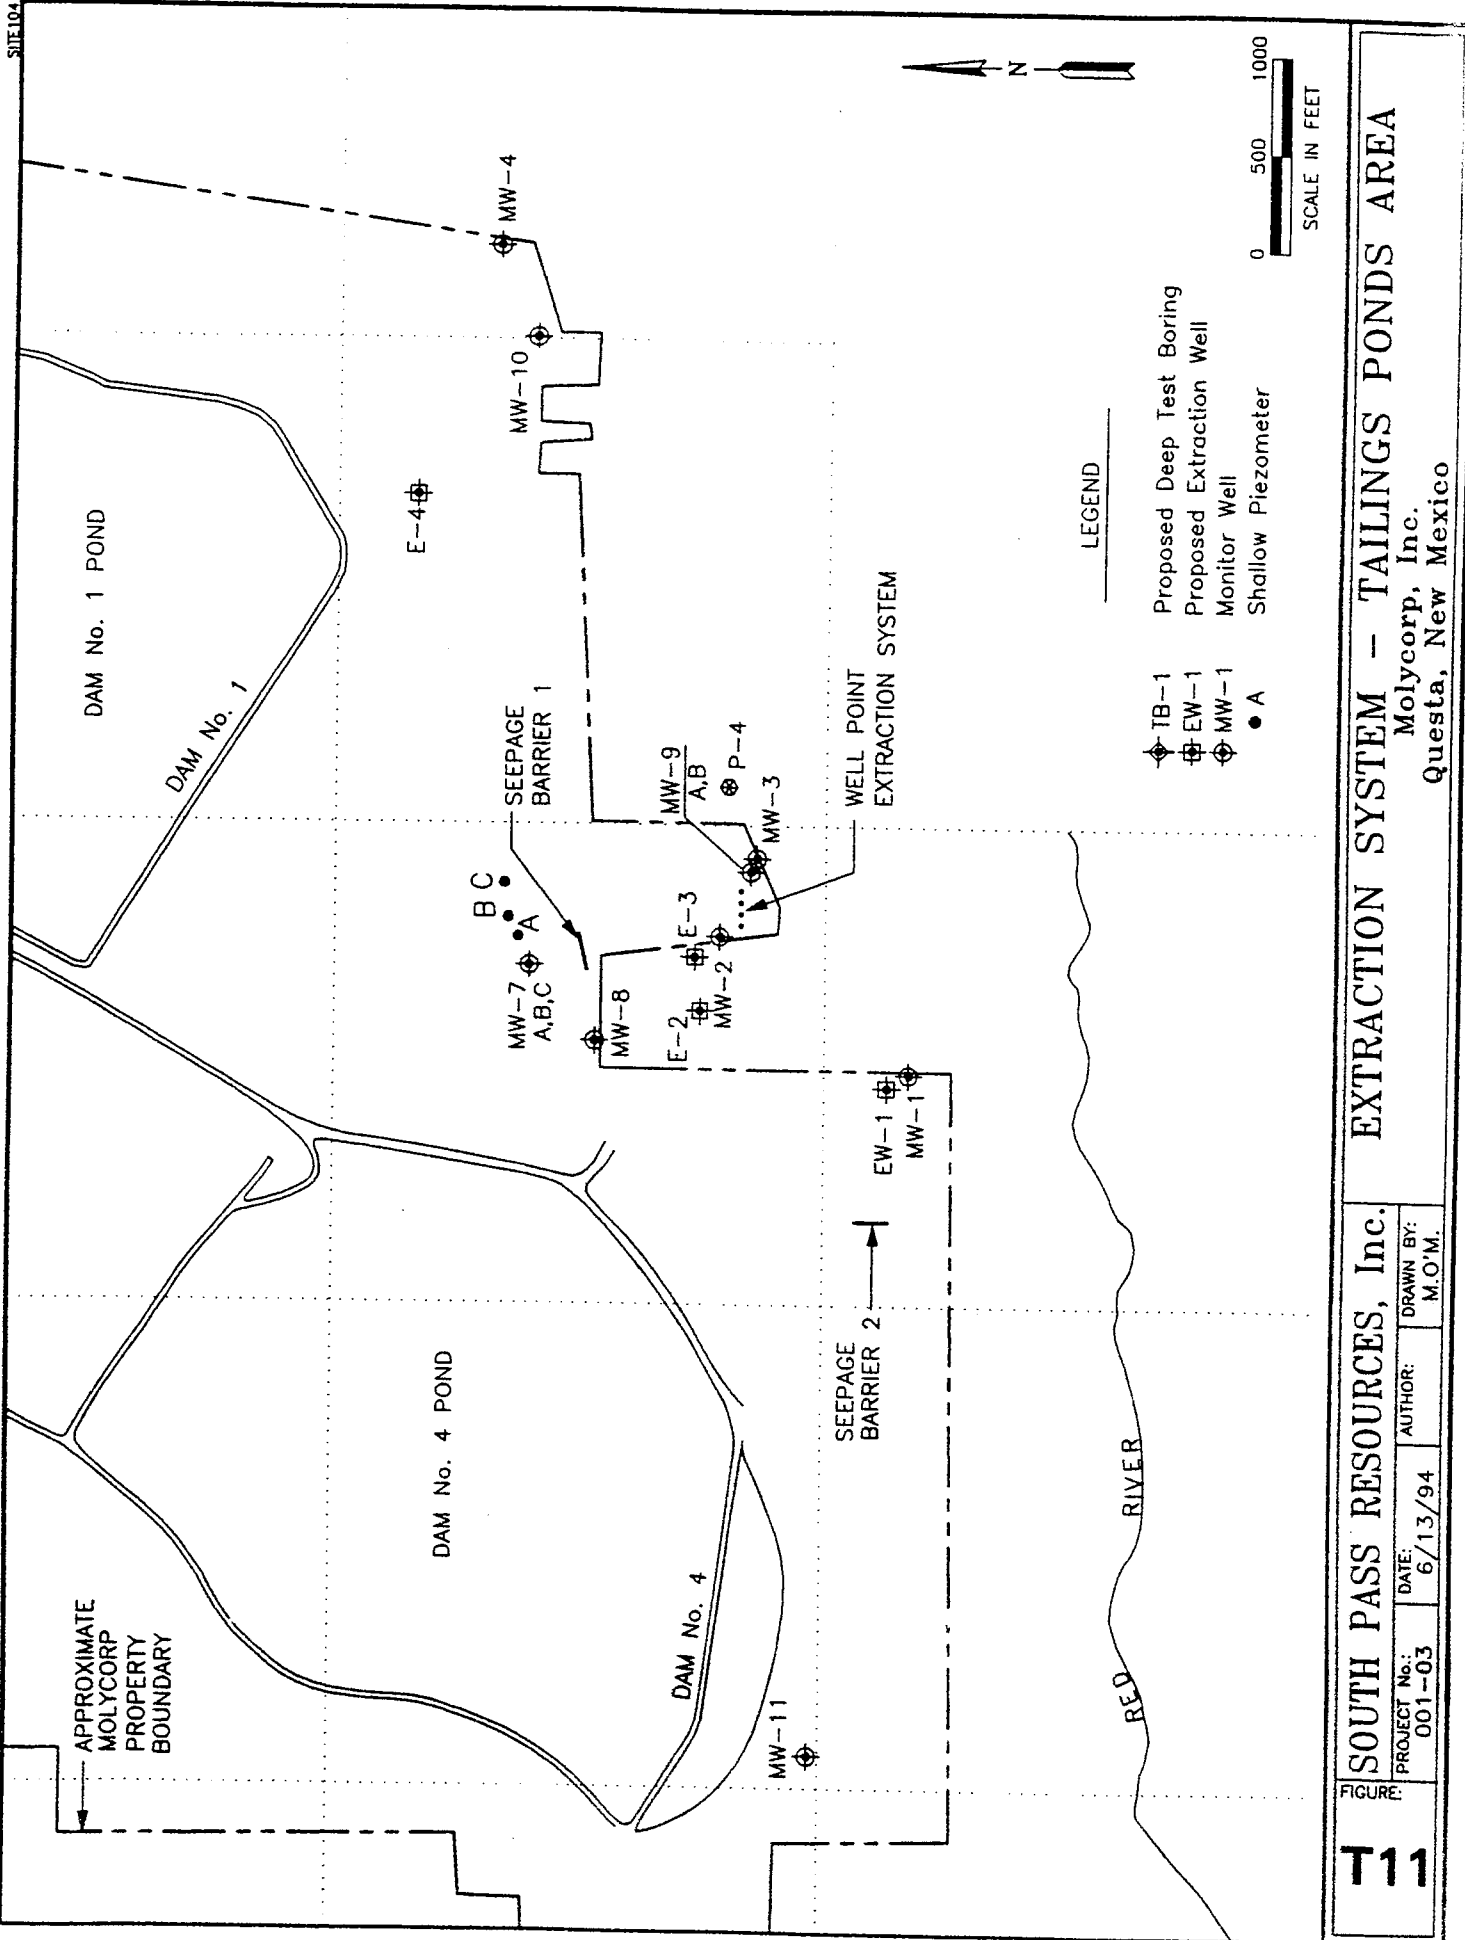 SITE104
APPROXIMATE
MOLYCORP
PROPERTY
BOUNDARY
DAM No. 1 POND
DAM No. 1
DAM No. 4 POND
DAM No. 4
E-4
MW-4
MW-10
SEEPAGE
BARRIER 1
B C
A
MW-7
A,B,C
MW-8
E-2
MW-2
E-3
MW-9
A,B
P-4
MW-3
WELL POINT
EXTRACTION SYSTEM
EW-1
MW-1
SEEPAGE
BARRIER 2
MW-11
RED RIVER
N
0 500 1000
SCALE IN FEET
LEGEND
TB-1 Proposed Deep Test Boring
EW-1 Proposed Extraction Well
MW-1 Monitor Well
A Shallow Piezometer
FIGURE:
T11
SOUTH PASS RESOURCES, Inc.
PROJECT No.:
001-03
DATE:
6/13/94
AUTHOR:
DRAWN BY:
M.O'M.
EXTRACTION SYSTEM - TAILINGS PONDS AREA
Molycorp, Inc.
Questa, New Mexico